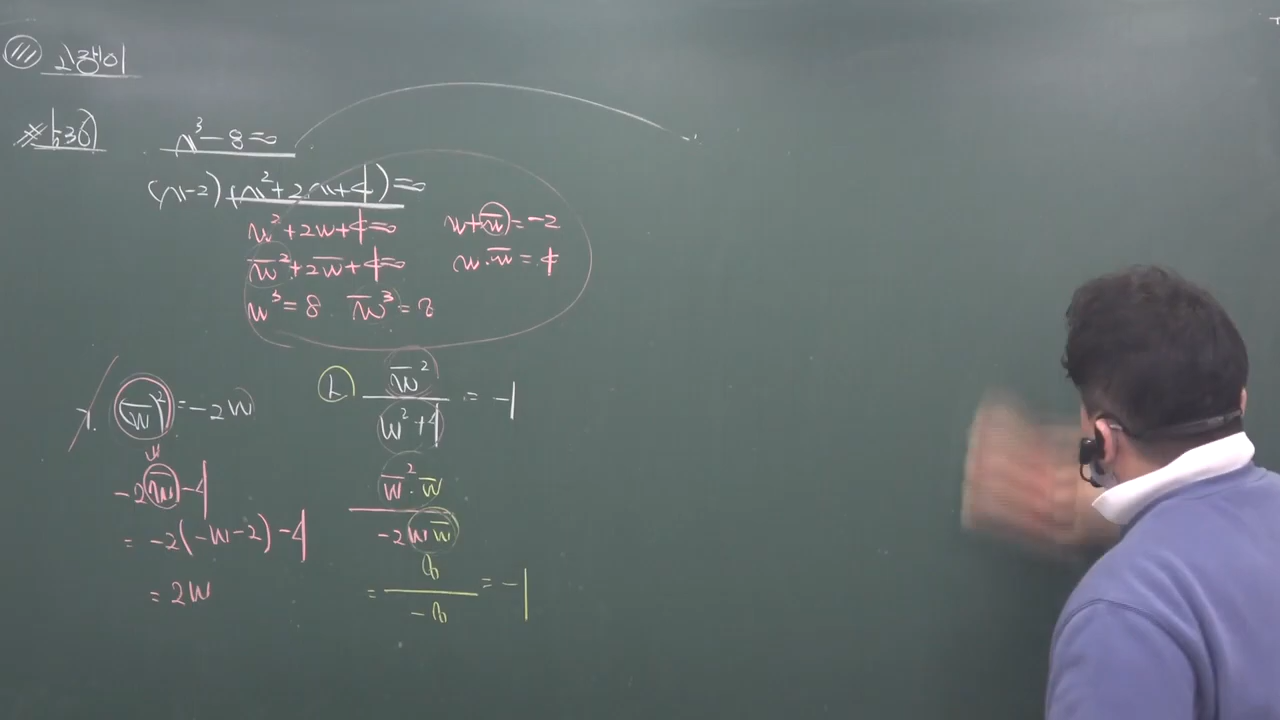 고쟁이
536)
x³-8=0
(x-2)(x²+2x+4)=0
w²+2w+4=0
w+w̅=-2
w̅²+2w̅+4=0
w·w̅=4
w³=8 w̅³=8
ㄱ. (w̅)²=-2w
ㄴ w̅²/(w²+4) = -1
-2w̅-4
w̅²·w̅/(-2w w̅)
= -2(-w-2)-4
= 8/-8 = -1
= 2w